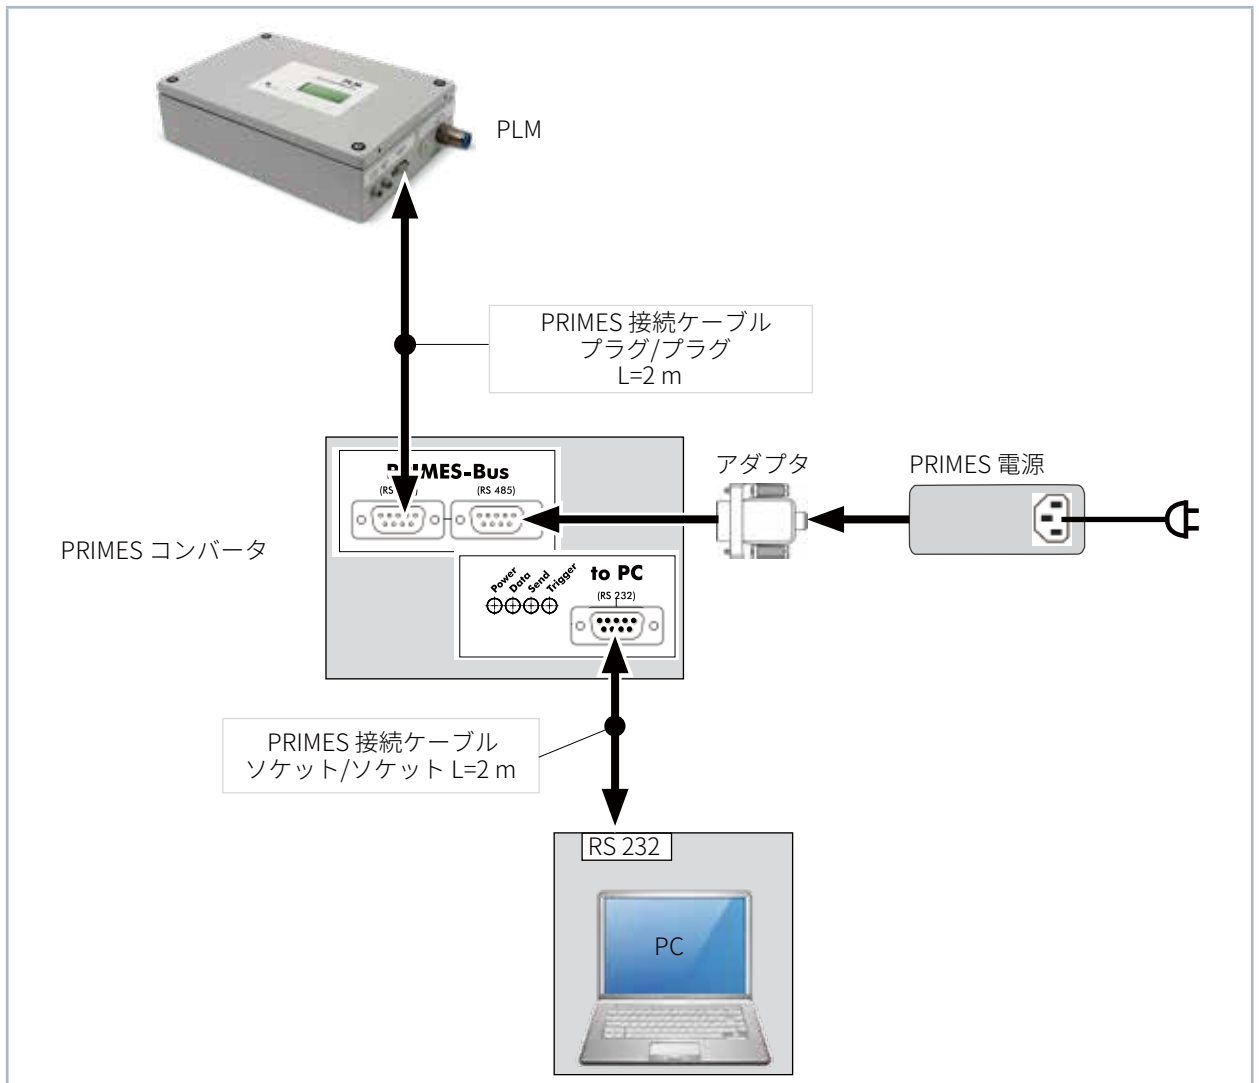 PLM
PRIMES 接続ケーブル
プラグ/プラグ
L=2 m
MES-Bus
(RS
(RS 485)
アダプタ
PRIMES 電源
PRIMES コンバータ
Power
Data
Send
Trigger
to PC
(RS 232)
PRIMES 接続ケーブル
ソケット/ソケット L=2 m
RS 232
PC